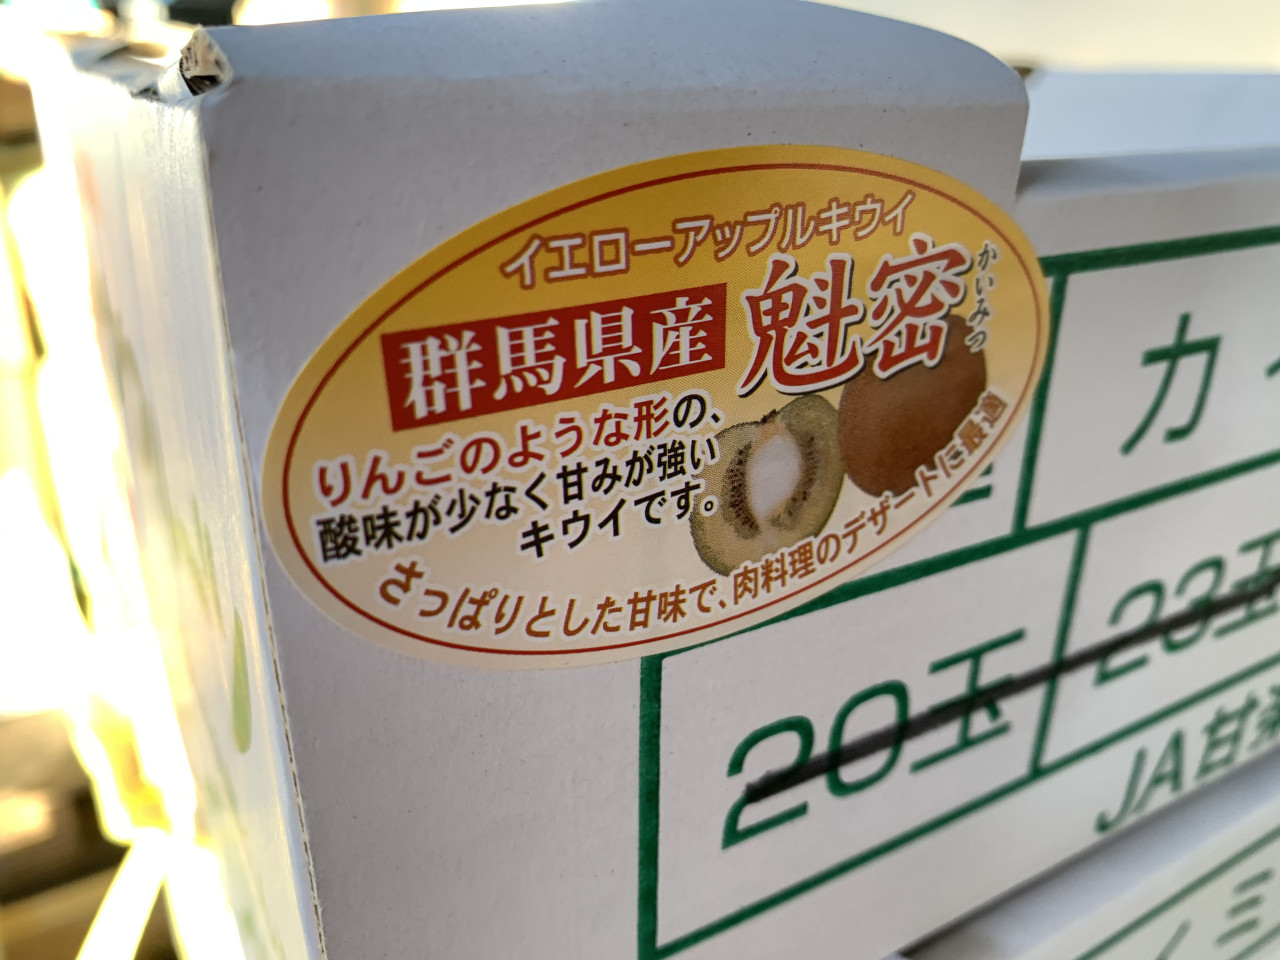 イエローアップルキウイ
群馬県産 魁密
かいみつ
りんごのような形の、
酸味が少なく甘みが強い
キウイです。
さっぱりとした甘味で、肉料理のデザートに最適
カ
20玉
23玉
JA甘楽
ミ